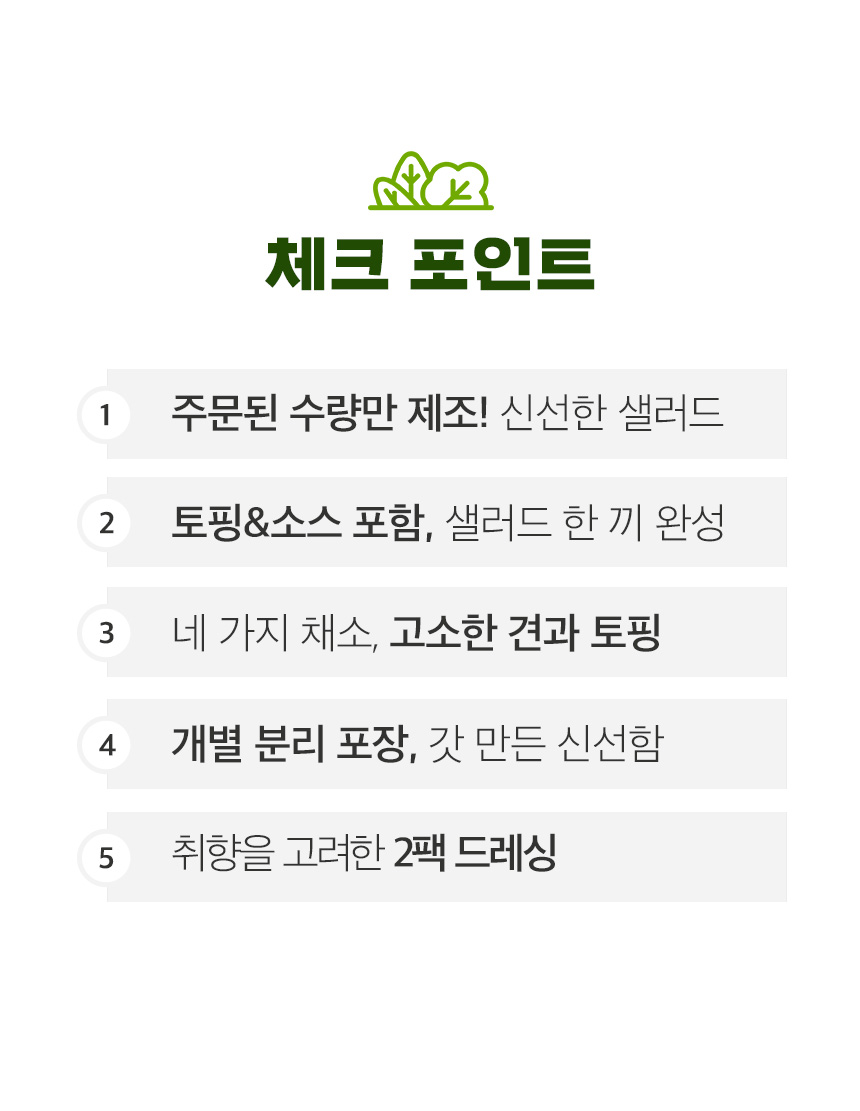 체크 포인트
1 주문된 수량만 제조! 신선한 샐러드
2 토핑&소스 포함, 샐러드 한 끼 완성
3 네 가지 채소, 고소한 견과 토핑
4 개별 분리 포장, 갓 만든 신선함
5 취향을 고려한 2팩 드레싱